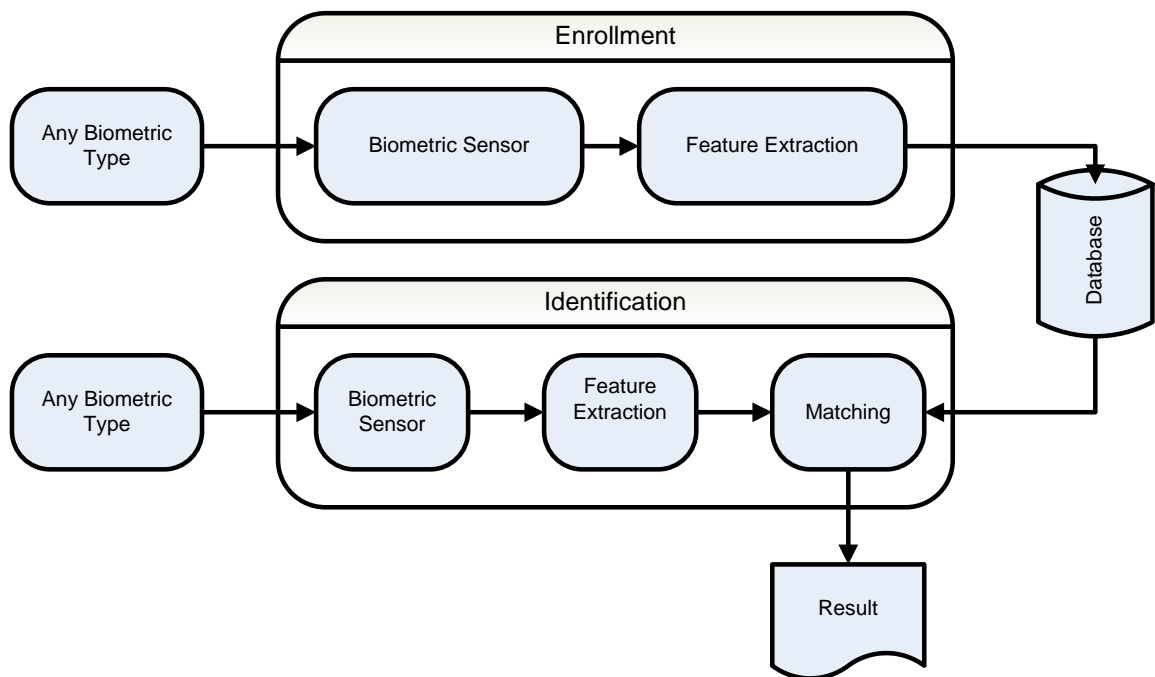 Enrollment
Any Biometric
Type
Biometric Sensor
Feature Extraction
Database
Identification
Any Biometric
Type
Biometric
Sensor
Feature
Extraction
Matching
Result